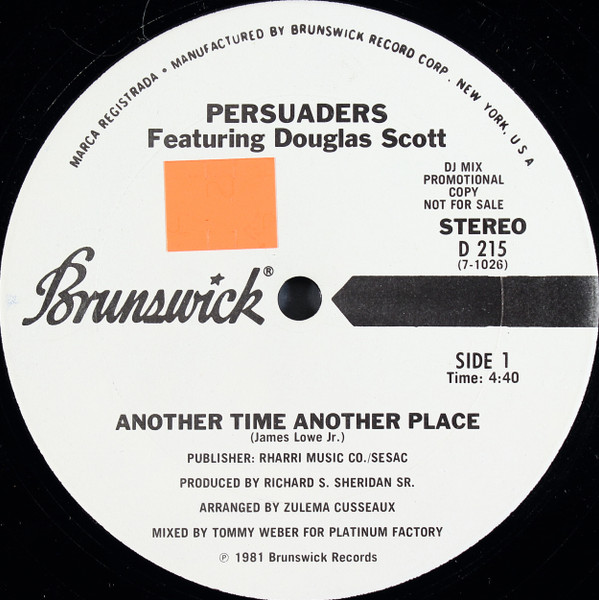 MARCA REGISTRADA • MANUFACTURED BY BRUNSWICK RECORD CORP. NEW YORK, USA
PERSUADERS
Featuring Douglas Scott
DJ MIX
PROMOTIONAL
COPY
NOT FOR SALE
STEREO
D 215
(7-1026)
Brunswick®
SIDE 1
Time: 4:40
ANOTHER TIME ANOTHER PLACE
(James Lowe Jr.)
PUBLISHER: RHARRI MUSIC CO./SESAC
PRODUCED BY RICHARD S. SHERIDAN SR.
ARRANGED BY ZULEMA CUSSEAUX
MIXED BY TOMMY WEBER FOR PLATINUM FACTORY
℗ 1981 Brunswick Records